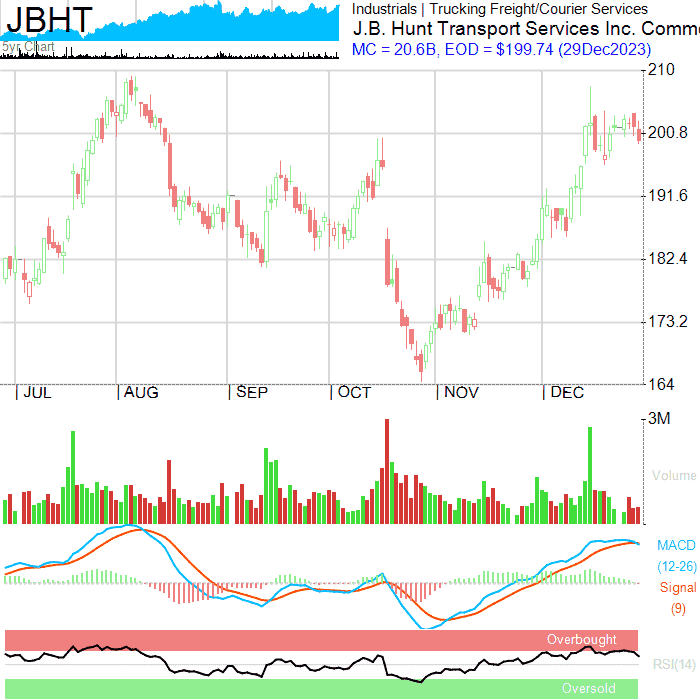 JBHT
5yr Chart
Industrials | Trucking Freight/Courier Services
J.B. Hunt Transport Services Inc. Comm
MC = 20.6B, EOD = $199.74 (29Dec2023)
210
200.8
191.6
182.4
173.2
164
| JUL | AUG | SEP | OCT | NOV | DEC
3M
Volume
MACD
(12-26)
Signal
(9)
Overbought
RSI(14)
Oversold